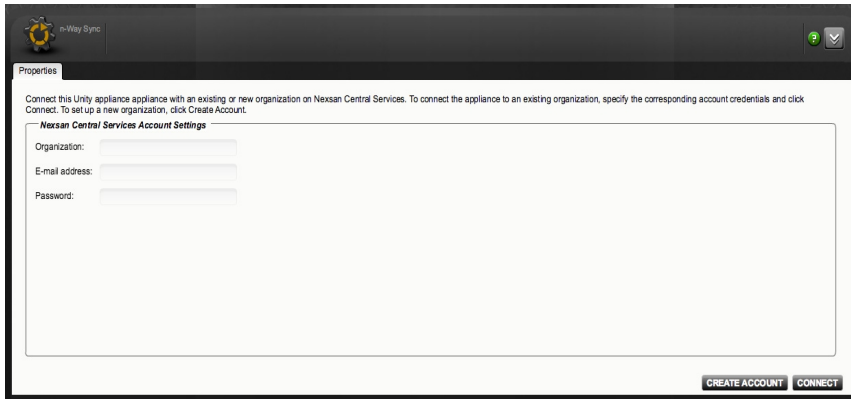 n-Way Sync
?
Properties
Connect this Unity appliance appliance with an existing or new organization on Nexsan Central Services. To connect the appliance to an existing organization, specify the corresponding account credentials and click
Connect. To set up a new organization, click Create Account.
Nexsan Central Services Account Settings
Organization:
E-mail address:
Password:
CREATE ACCOUNT CONNECT